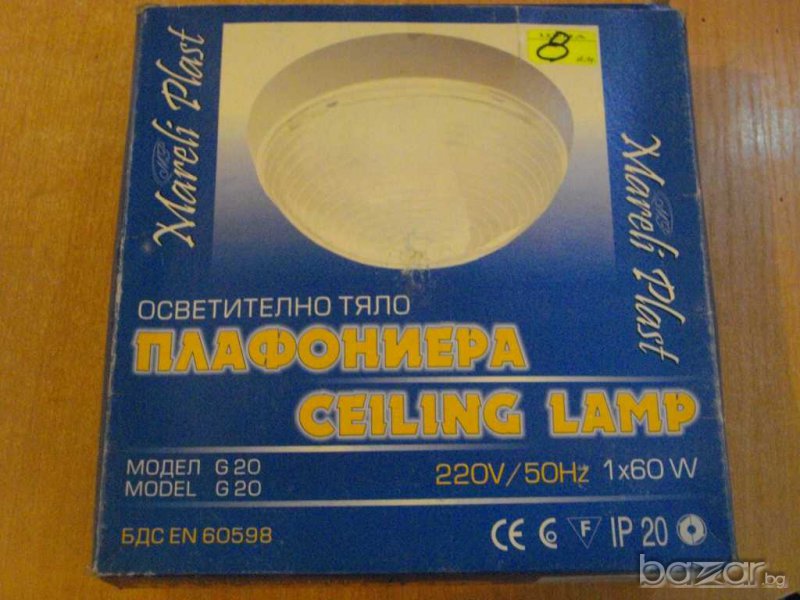 Mareli Plast
8
Mareli Plast
ОСВЕТИТЕЛНО ТЯЛО
ПЛАФОНИЕРА
CEILING LAMP
МОДЕЛ G 20
MODEL G 20
220V/50Hz 1x60 W
БДС EN 60598
CE F IP 20
bazar.bg